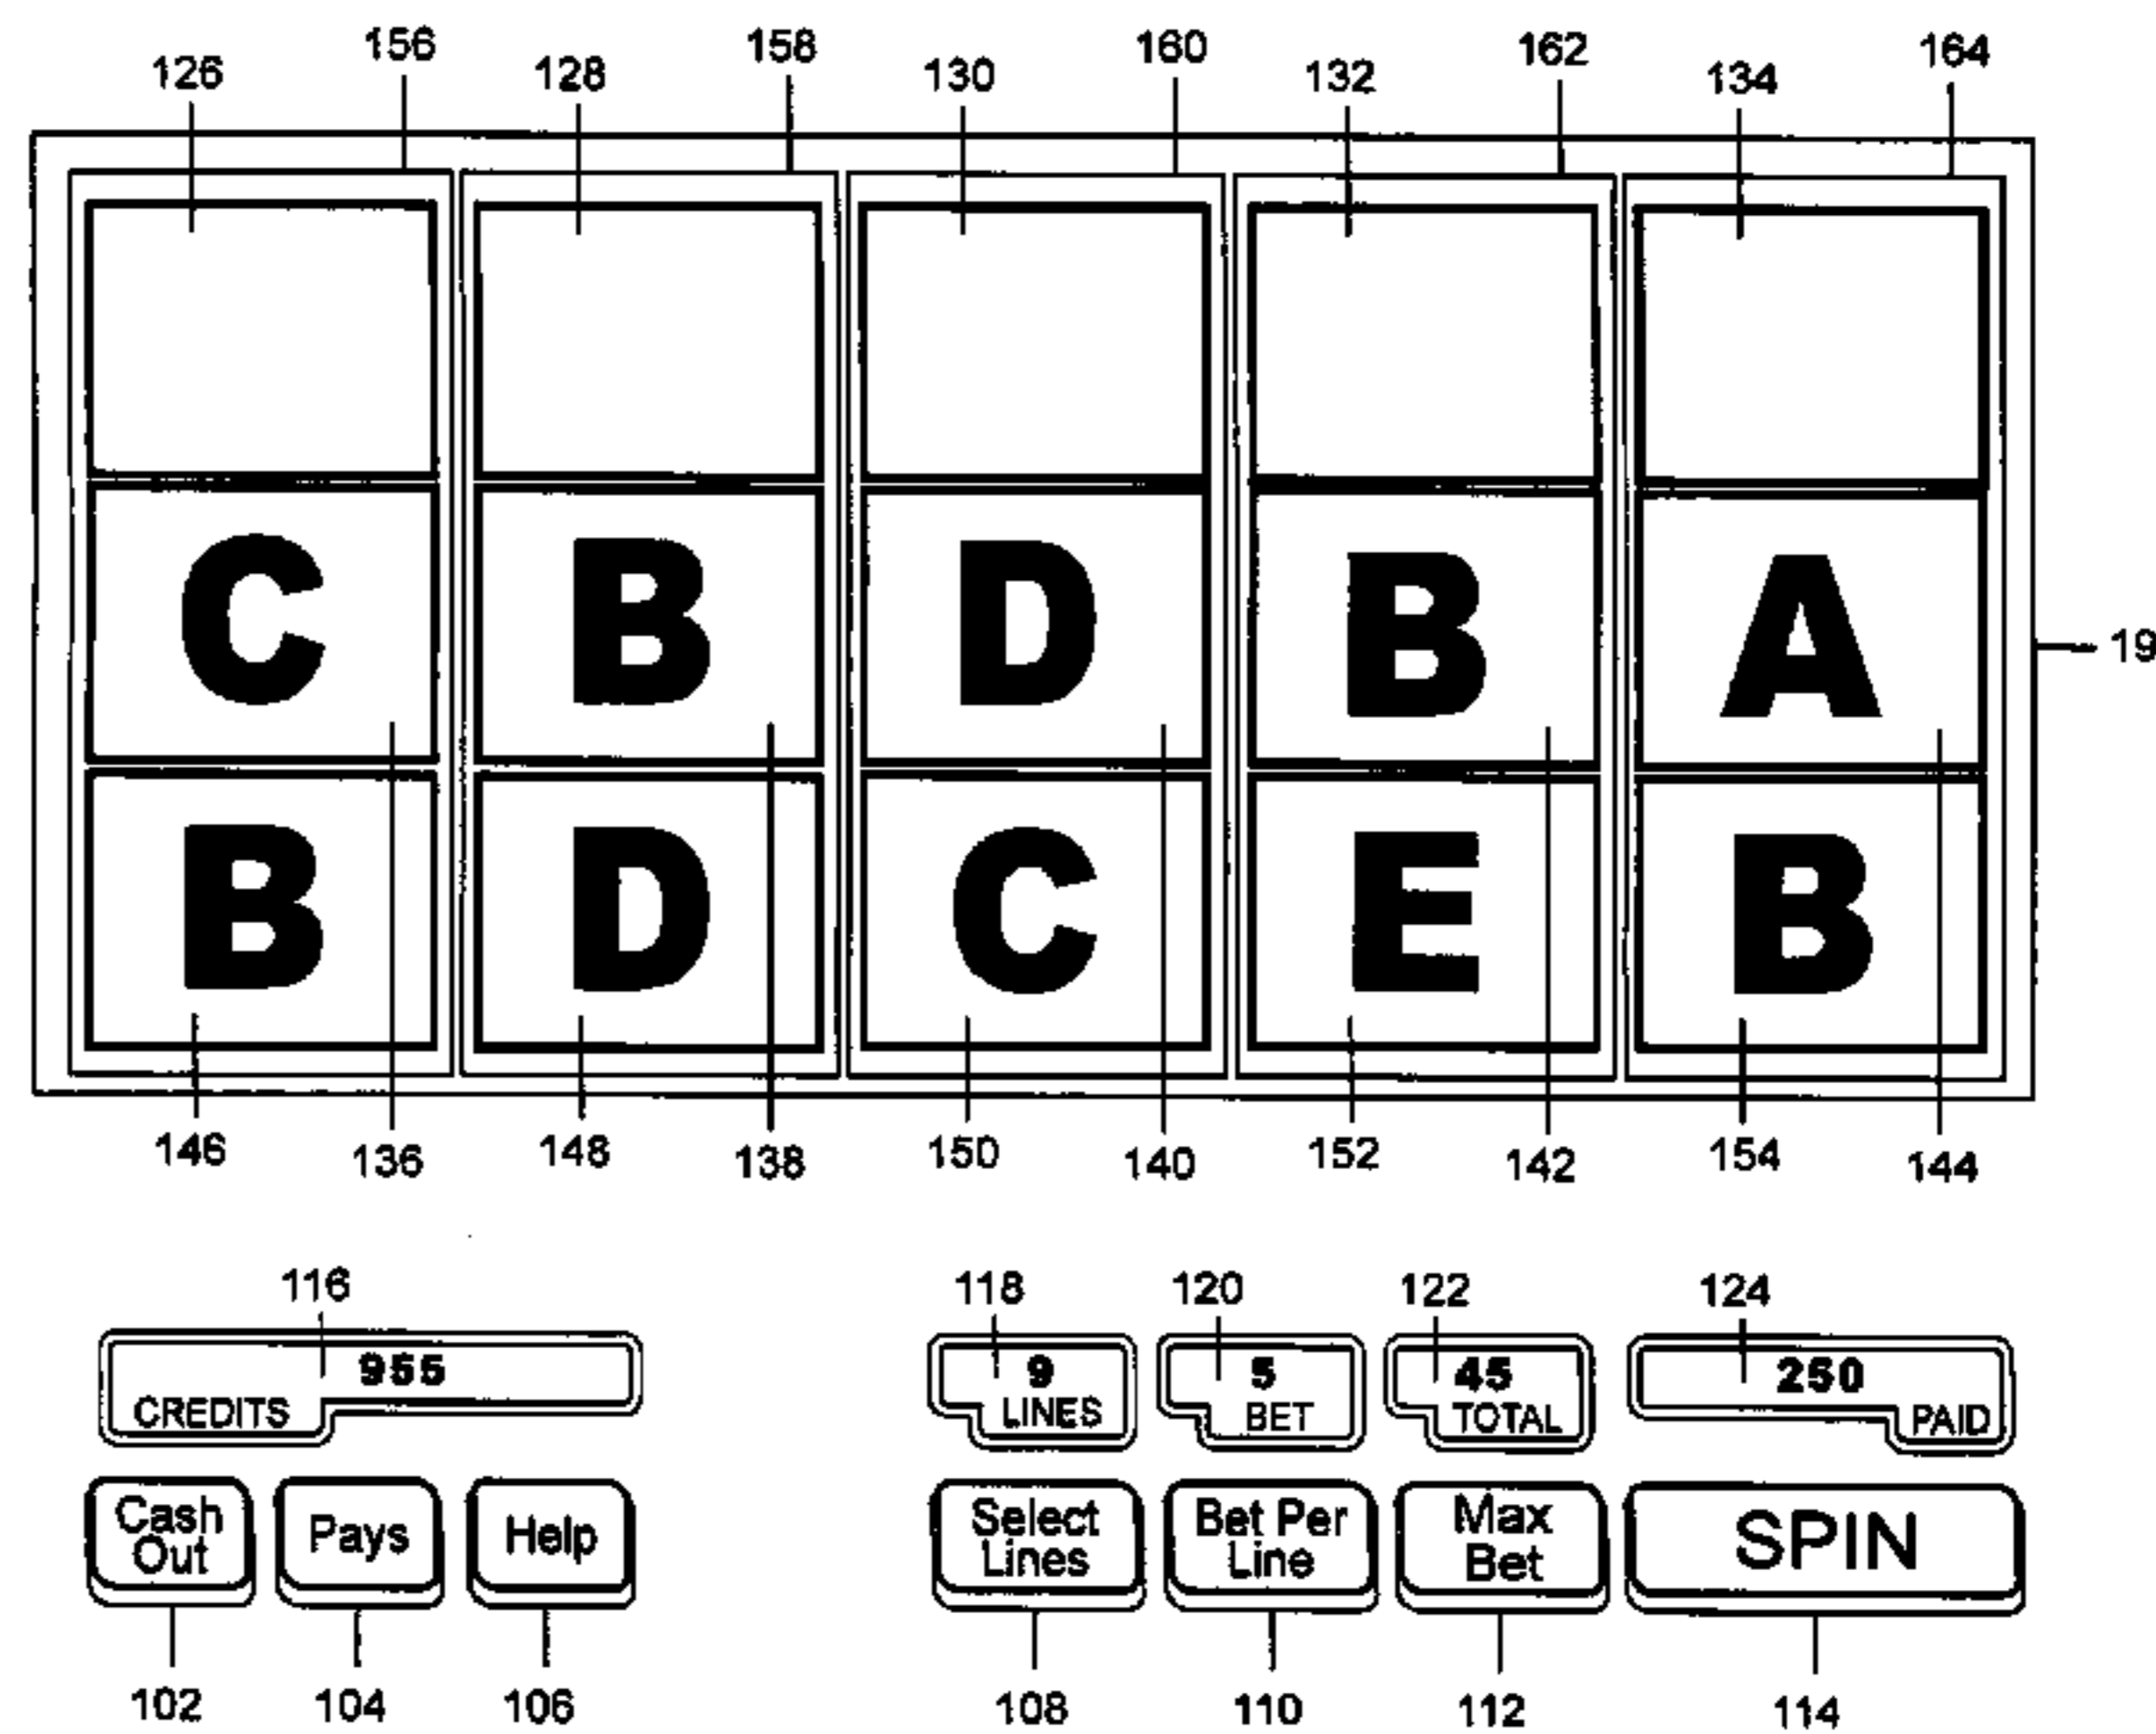 156 158 160 162 164
126 128 130 132 134
C B D B A
19
B D C E B
146 136 148 138 150 140 152 142 154 144
116 118 120 122 124
955 9 5 45 250
CREDITS LINES BET TOTAL PAID
Cash Out Pays Help Select Lines Bet Per Line Max Bet SPIN
102 104 106 108 110 112 114